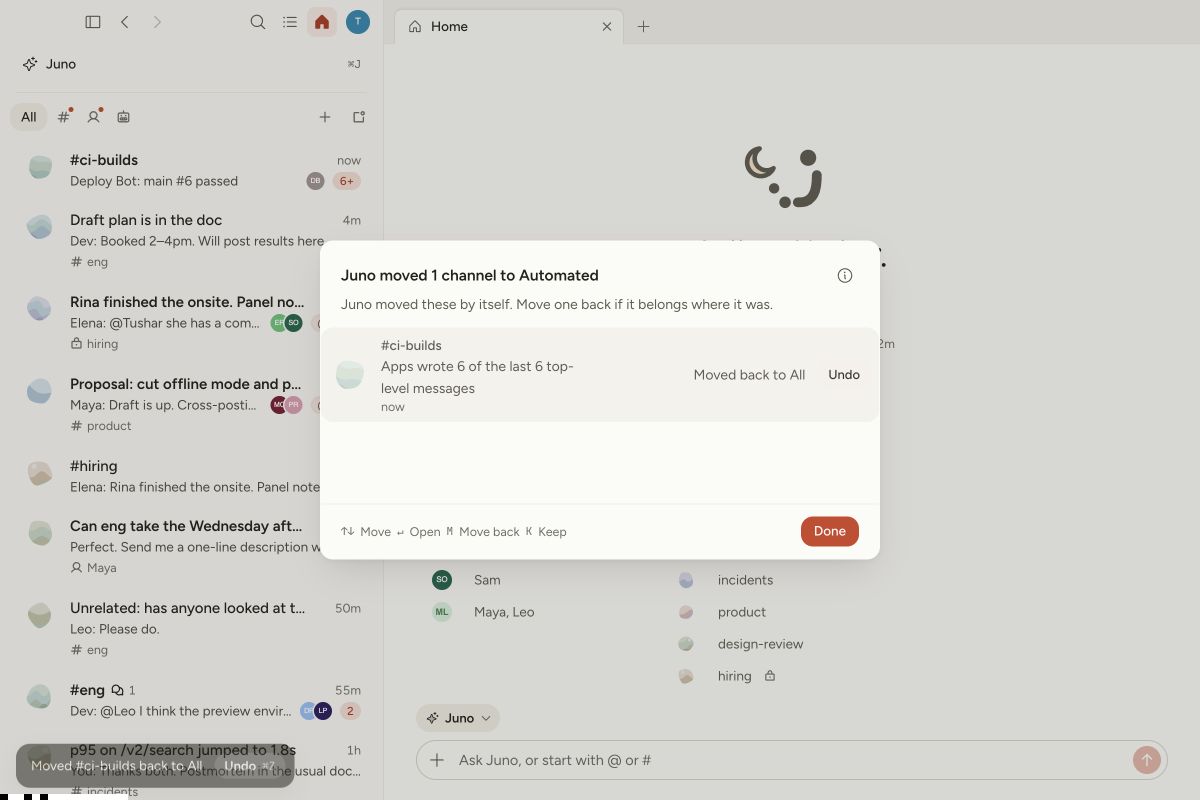 T
Home
Juno
⌘J
All
#ci-builds
now
Deploy Bot: main #6 passed
DB
6+
Draft plan is in the doc
4m
Dev: Booked 2–4pm. Will post results here
# eng
Rina finished the onsite. Panel no…
Elena: @Tushar she has a com…
SO
hiring
Proposal: cut offline mode and p…
Maya: Draft is up. Cross-posti…
PR
# product
#hiring
Elena: Rina finished the onsite. Panel note
Can eng take the Wednesday aft…
Perfect. Send me a one-line description w
Maya
Unrelated: has anyone looked at t…
50m
Leo: Please do.
# eng
#eng
1
55m
Dev: @Leo I think the preview envir…
LP
2
p95 on /v2/search jumped to 1.8s
1h
You: Thanks both. Postmortem in the usual doc…
# incidents
Moved #ci-builds back to All
Undo
⌘Z
Juno moved 1 channel to Automated
Juno moved these by itself. Move one back if it belongs where it was.
#ci-builds
Apps wrote 6 of the last 6 top-
level messages
now
Moved back to All
Undo
↑↓ Move ↵ Open M Move back K Keep
Done
2m
SO
Sam
ML
Maya, Leo
incidents
product
design-review
hiring
Juno
Ask Juno, or start with @ or #